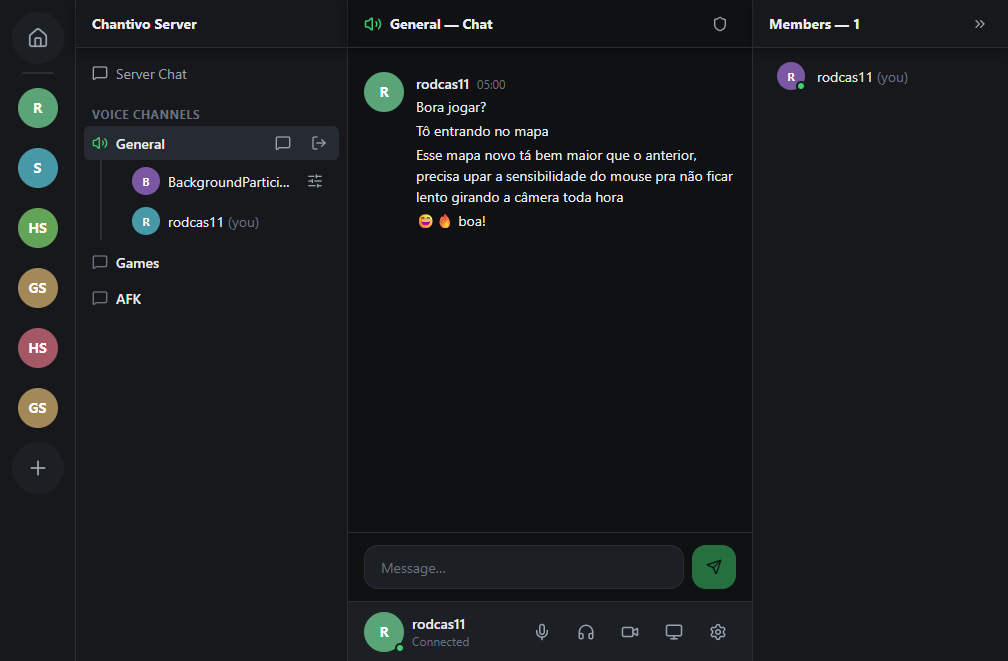 Chantivo Server
General — Chat
Members — 1
R
S
HS
GS
HS
GS
Server Chat
VOICE CHANNELS
General
B
BackgroundPartici...
R
rodcas11 (you)
Games
AFK
R
rodcas11 05:00
Bora jogar?
Tô entrando no mapa
Esse mapa novo tá bem maior que o anterior,
precisa upar a sensibilidade do mouse pra não ficar
lento girando a câmera toda hora
😄🔥 boa!
Message...
R
rodcas11
Connected
R
rodcas11 (you)